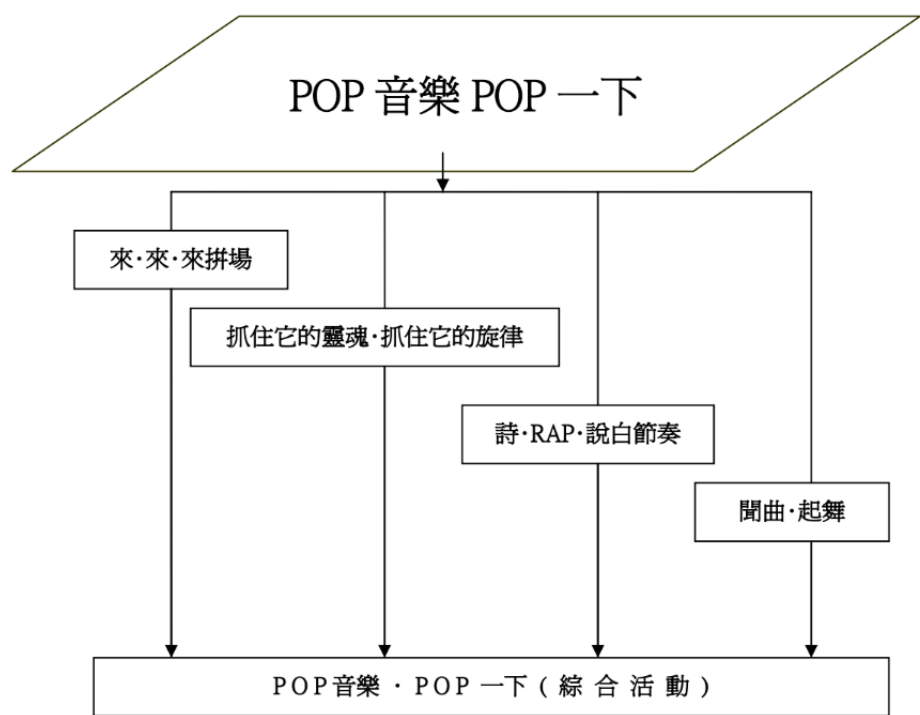 POP 音樂 POP 一下
來·來·來拚場
抓住它的靈魂·抓住它的旋律
詩·RAP·說白節奏
聞曲·起舞
POP音樂·POP 一下(綜合活動)